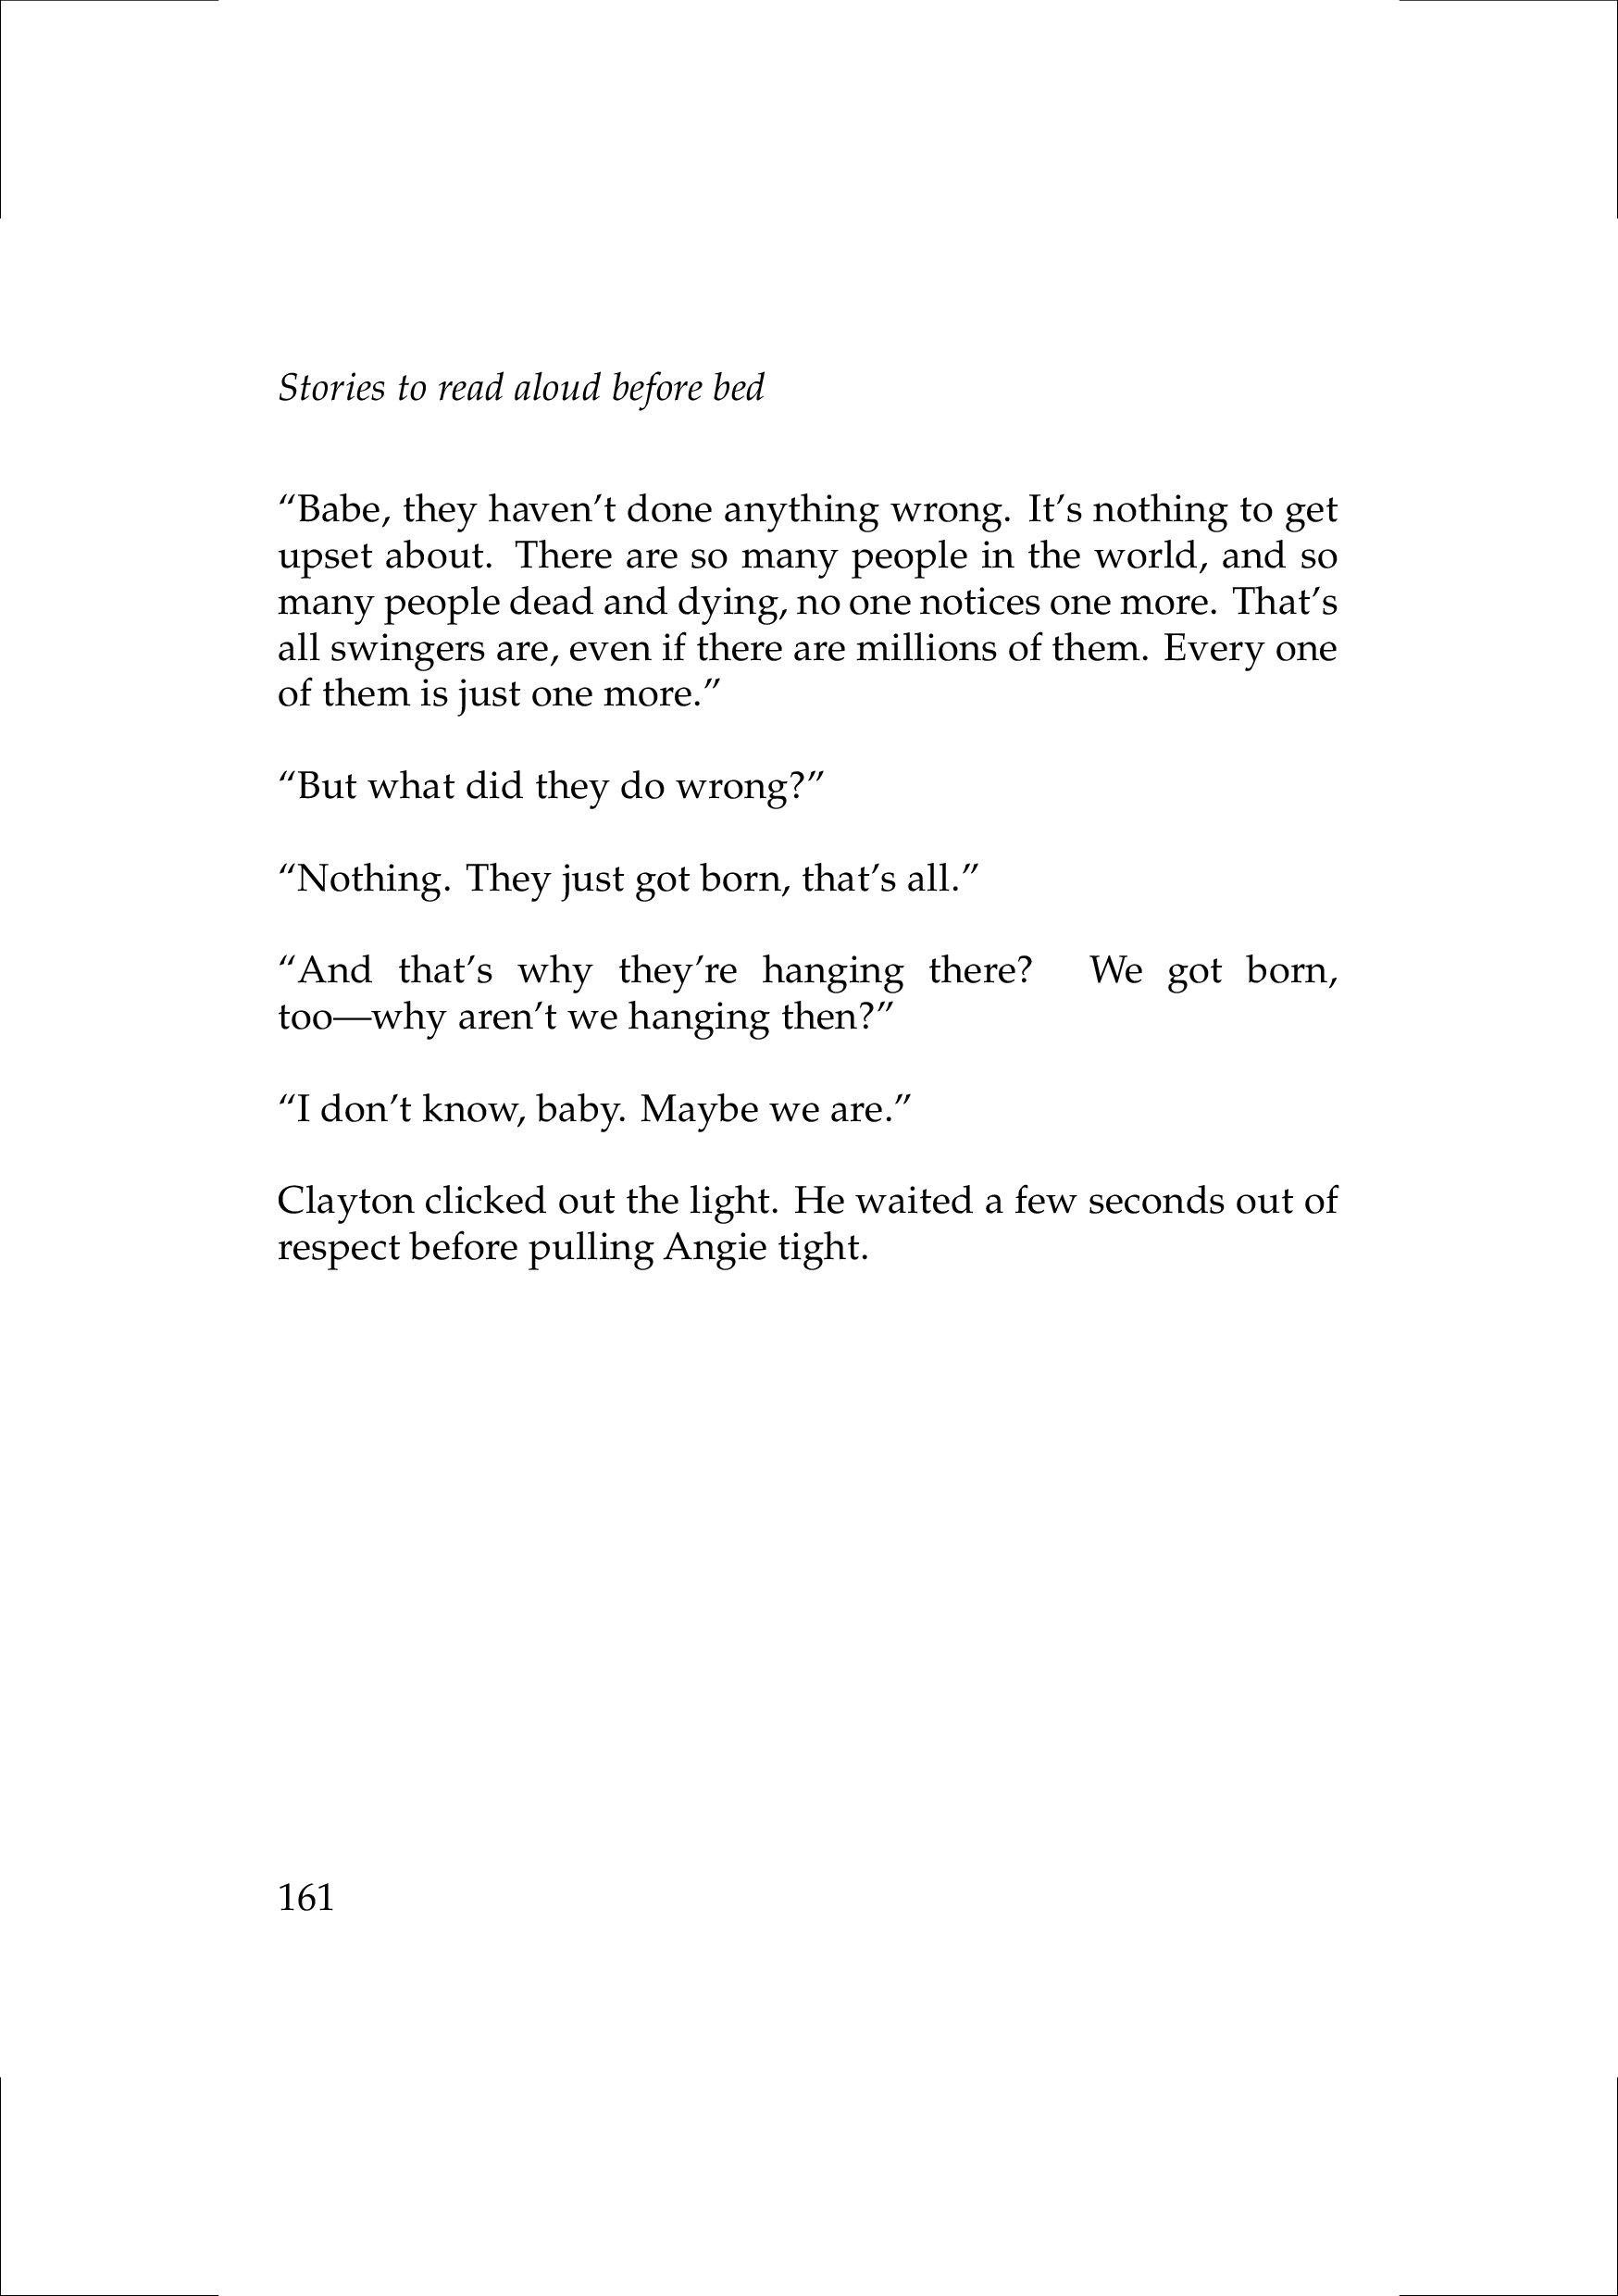 Stories to read aloud before bed
“Babe, they haven’t done anything wrong. It’s nothing to get
upset about. There are so many people in the world, and so
many people dead and dying, no one notices one more. That’s
all swingers are, even if there are millions of them. Every one
of them is just one more.”
“But what did they do wrong?”
“Nothing. They just got born, that’s all.”
“And that’s why they’re hanging there? We got born,
too—why aren’t we hanging then?”
“I don’t know, baby. Maybe we are.”
Clayton clicked out the light. He waited a few seconds out of
respect before pulling Angie tight.
161